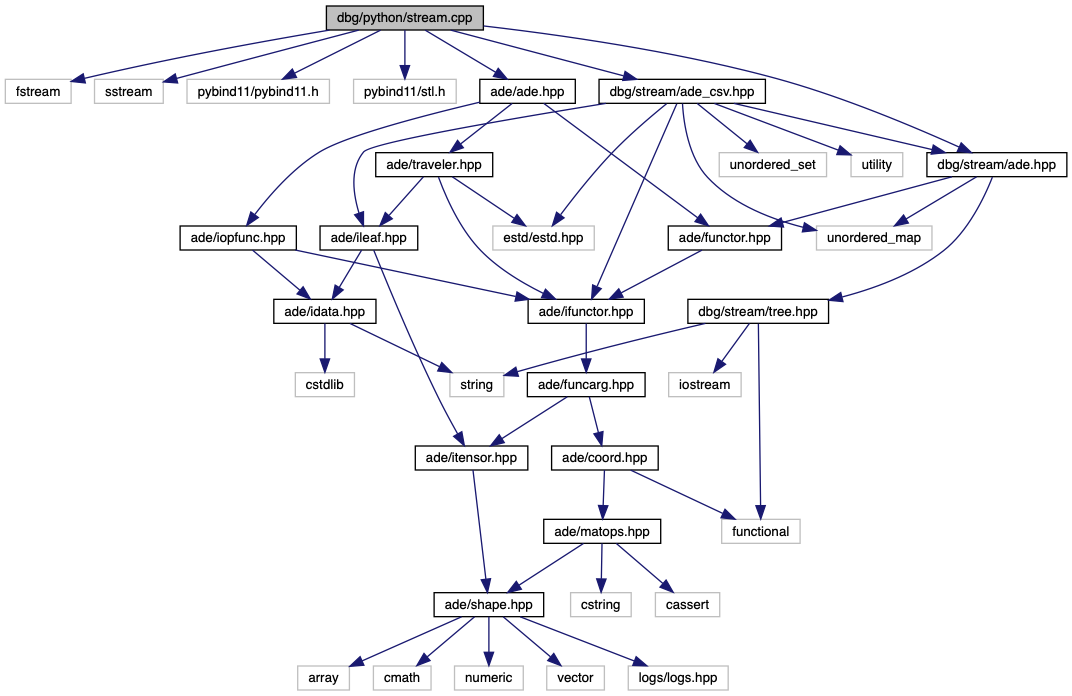 dbg/python/stream.cpp
fstream
sstream
pybind11/pybind11.h
pybind11/stl.h
ade/ade.hpp
dbg/stream/ade_csv.hpp
ade/traveler.hpp
unordered_set
utility
dbg/stream/ade.hpp
ade/iopfunc.hpp
ade/ileaf.hpp
estd/estd.hpp
ade/functor.hpp
unordered_map
ade/idata.hpp
ade/ifunctor.hpp
dbg/stream/tree.hpp
cstdlib
string
ade/funcarg.hpp
iostream
ade/itensor.hpp
ade/coord.hpp
ade/matops.hpp
functional
ade/shape.hpp
cstring
cassert
array
cmath
numeric
vector
logs/logs.hpp